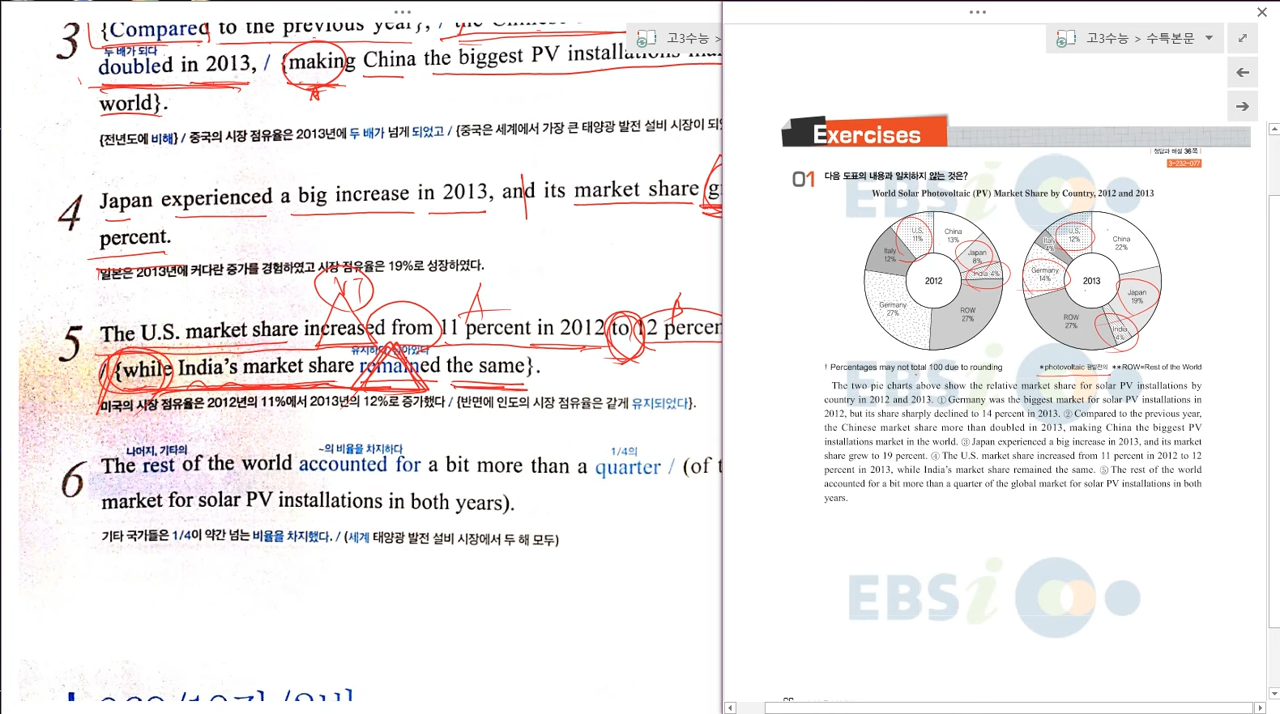 3 {Compared to the previous year}, / the Chinese
두 배가 되다
doubled in 2013, / {making China the biggest PV installations
world}.
{전년도에 비해} / 중국의 시장 점유율은 2013년에 두 배가 넘게 되었고 / {중국은 세계에서 가장 큰 태양광 발전 설비 시장이
4 Japan experienced a big increase in 2013, and its market share
percent.
일본은 2013년에 커다란 증가를 경험하였고 시장 점유율은 19%로 성장하였다.
5 The U.S. market share increased from 11 percent in 2012 to 12
/ {while India's market share remained the same}.
미국의 시장 점유율은 2012년의 11%에서 2013년의 12%로 증가했다 / {반면에 인도의 시장 점유율은 같게 유지되었다}.
나머지, 기타의 ~의 비율을 차지하다 1/4의
6 The rest of the world accounted for a bit more than a quarter / (of
market for solar PV installations in both years).
기타 국가들은 1/4이 약간 넘는 비율을 차지했다. / (세계 태양광 발전 설비 시장에서 두 해 모두)
고3수능 >
고3수능 > 수특본문
Exercises
정답과 해설 36쪽
3-232-077
01 다음 도표의 내용과 일치하지 않는 것은?
World Solar Photovoltaic (PV) Market Share by Country, 2012 and 2013
U.S.
11%
China
13%
Japan
8%
India 4%
ROW
27%
Germany
27%
Italy
12%
2012
U.S.
12%
China
22%
Japan
19%
India
4%
ROW
27%
Germany
14%
Italy
2013
! Percentages may not total 100 due to rounding
*photovoltaic 광발전의 **ROW=Rest of the World
The two pie charts above show the relative market share for solar PV installations by
country in 2012 and 2013. ① Germany was the biggest market for solar PV installations in
2012, but its share sharply declined to 14 percent in 2013. ② Compared to the previous year,
the Chinese market share more than doubled in 2013, making China the biggest PV
installations market in the world. ③ Japan experienced a big increase in 2013, and its market
share grew to 19 percent. ④ The U.S. market share increased from 11 percent in 2012 to 12
percent in 2013, while India's market share remained the same. ⑤ The rest of the world
accounted for a bit more than a quarter of the global market for solar PV installations in both
years.
EBSi